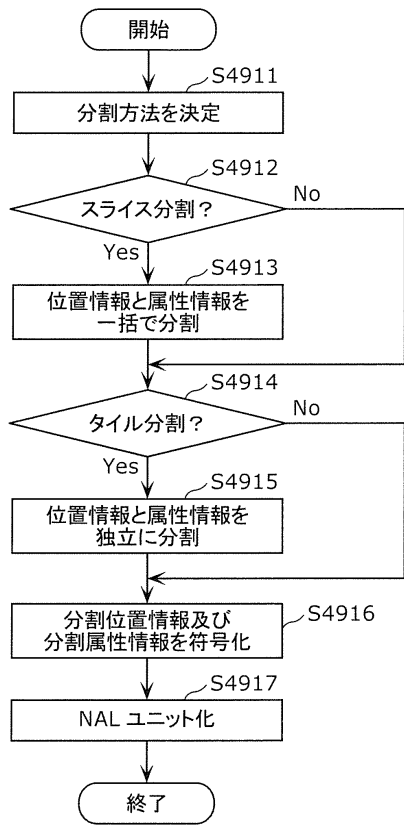 開始
S4911
分割方法を決定
S4912
スライス分割?
No
Yes
S4913
位置情報と属性情報を
一括で分割
S4914
タイル分割?
No
Yes
S4915
位置情報と属性情報を
独立に分割
S4916
分割位置情報及び
分割属性情報を符号化
S4917
NAL ユニット化
終了